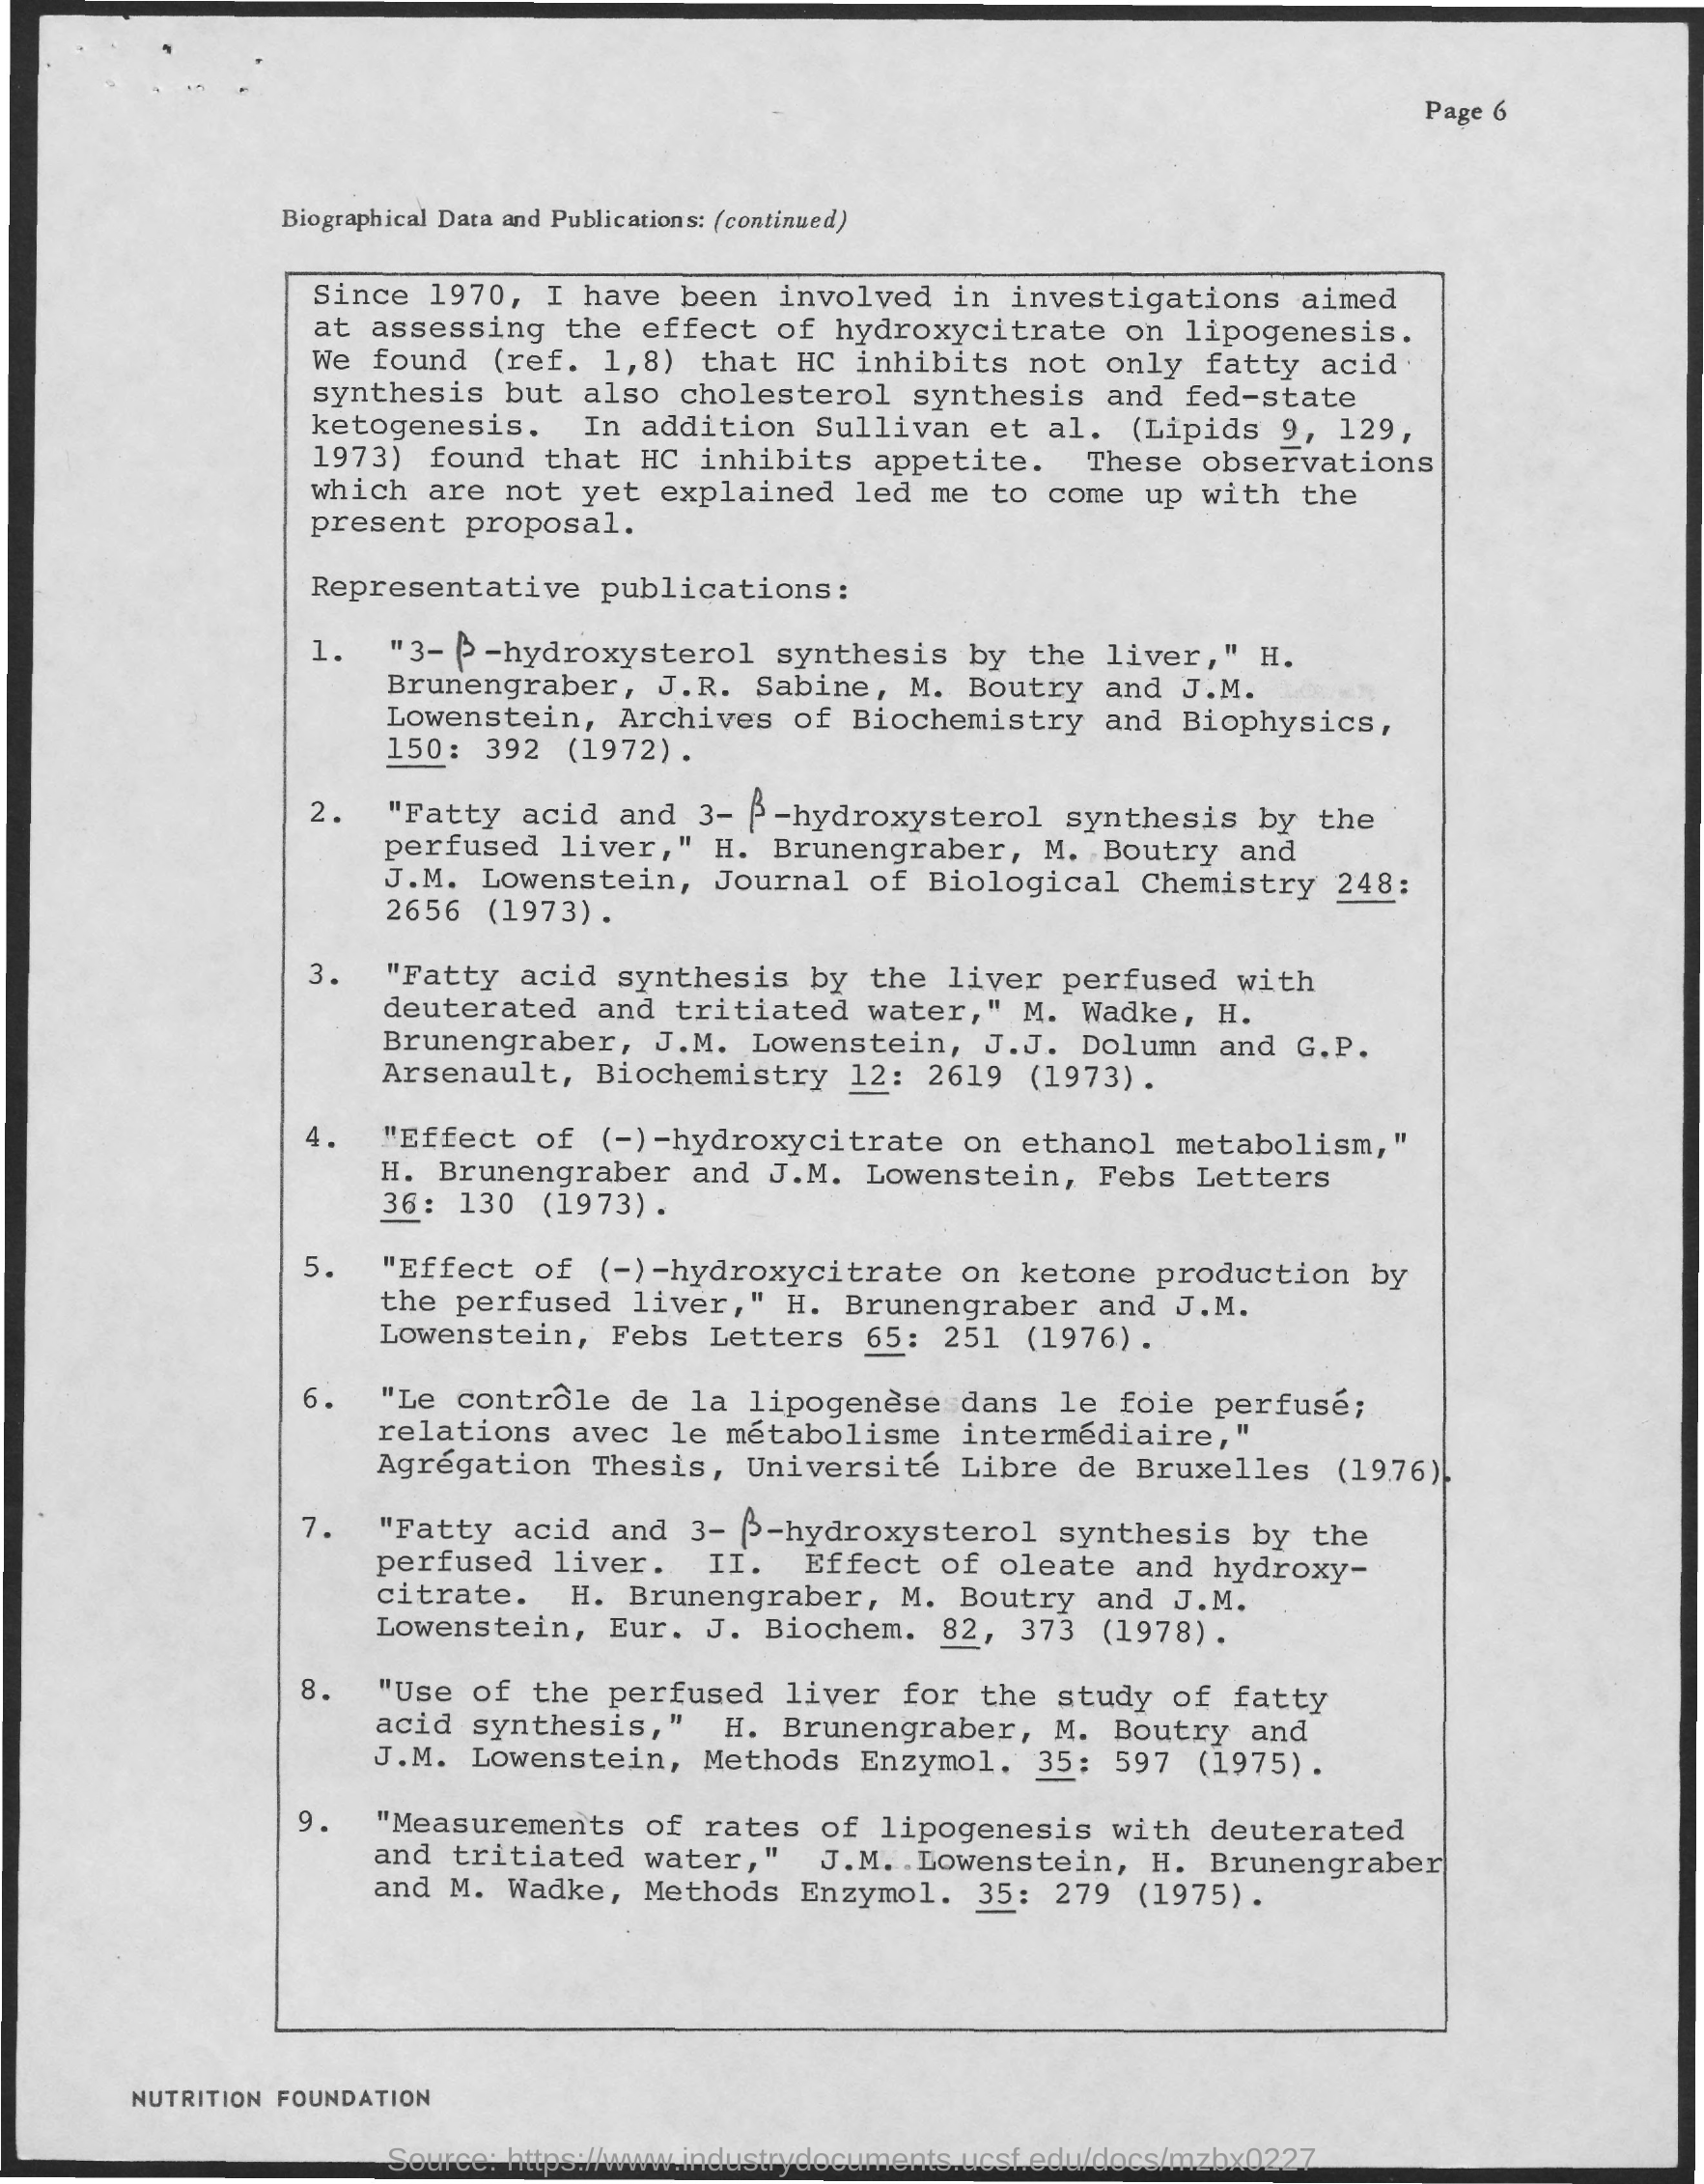 Page 6
Biographical Data and Publications: (continued)
Since 1970, I have been involved in investigations aimed
at assessing the effect of hydroxycitrate on lipogenesis.
We found (ref. 1,8) that HC inhibits not only fatty acid
synthesis but also cholesterol synthesis and fed-state
ketogenesis. In addition Sullivan et al. (Lipids 9, 129,
1973) found that HC inhibits appetite. These observations
which are not yet explained led me to come up with the
present proposal.
Representative publications:
1. "3-β-hydroxysterol synthesis by the liver," H.
Brunengraber, J.R. Sabine, M. Boutry and J.M.
Lowenstein, Archives of Biochemistry and Biophysics,
150: 392 (1972).
2. "Fatty acid and 3-β-hydroxysterol synthesis by the
perfused liver," H. Brunengraber, M. Boutry and
J.M. Lowenstein, Journal of Biological Chemistry 248:
2656 (1973).
3. "Fatty acid synthesis by the liver perfused with
deuterated and tritiated water," M. Wadke, H.
Brunengraber, J.M. Lowenstein, J.J. Dolumn and G.P.
Arsenault, Biochemistry 12: 2619 (1973).
4. "Effect of (-)-hydroxycitrate on ethanol metabolism,"
H. Brunengraber and J.M. Lowenstein, Febs Letters
36: 130 (1973).
5. "Effect of (-)-hydroxycitrate on ketone production by
the perfused liver," H. Brunengraber and J.M.
Lowenstein, Febs Letters 65: 251 (1976).
6. "Le contrôle de la lipogenèse dans le foie perfusé;
relations avec le métabolisme intermédiaire,"
Agrégation Thesis, Université Libre de Bruxelles (1976).
7. "Fatty acid and 3-β-hydroxysterol synthesis by the
perfused liver. II. Effect of oleate and hydroxy-
citrate. H. Brunengraber, M. Boutry and J.M.
Lowenstein, Eur. J. Biochem. 82, 373 (1978).
8. "Use of the perfused liver for the study of fatty
acid synthesis," H. Brunengraber, M. Boutry and
J.M. Lowenstein, Methods Enzymol. 35: 597 (1975).
9. "Measurements of rates of lipogenesis with deuterated
and tritiated water," J.M. Lowenstein, H. Brunengraber
and M. Wadke, Methods Enzymol. 35: 279 (1975).
NUTRITION FOUNDATION
Source: https://www.industrydocuments.ucsf.edu/docs/mzbx0227